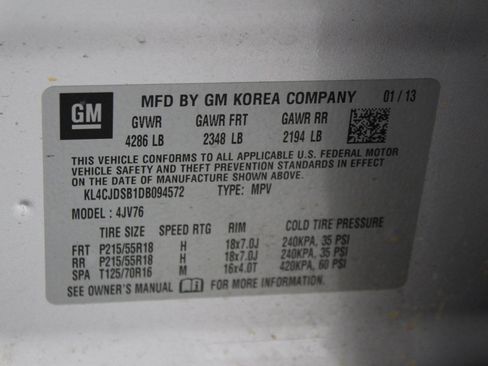 GM MFD BY GM KOREA COMPANY 01 / 13
GVWR GAWR FRT GAWR RR
4286 LB 2348 LB 2194 LB
THIS VEHICLE CONFORMS TO ALL APPLICABLE U.S. FEDERAL MOTOR
VEHICLE SAFETY AND THEFT PREVENTION STANDARDS IN EFFECT
ON THE DATE OF MANUFACTURE SHOWN ABOVE.
KL4CJDSB1DB094572 TYPE: MPV
MODEL : 4JV76
TIRE SIZE SPEED RTG RIM COLD TIRE PRESSURE
FRT P215/55R18 H 18x7.0J 240KPA, 35 PSI
RR P215/55R18 H 18x7.0J 240KPA, 35 PSI
SPA T125/70R16 M 16x4.0T 420KPA, 60 PSI
SEE OWNER'S MANUAL FOR MORE INFORMATION.